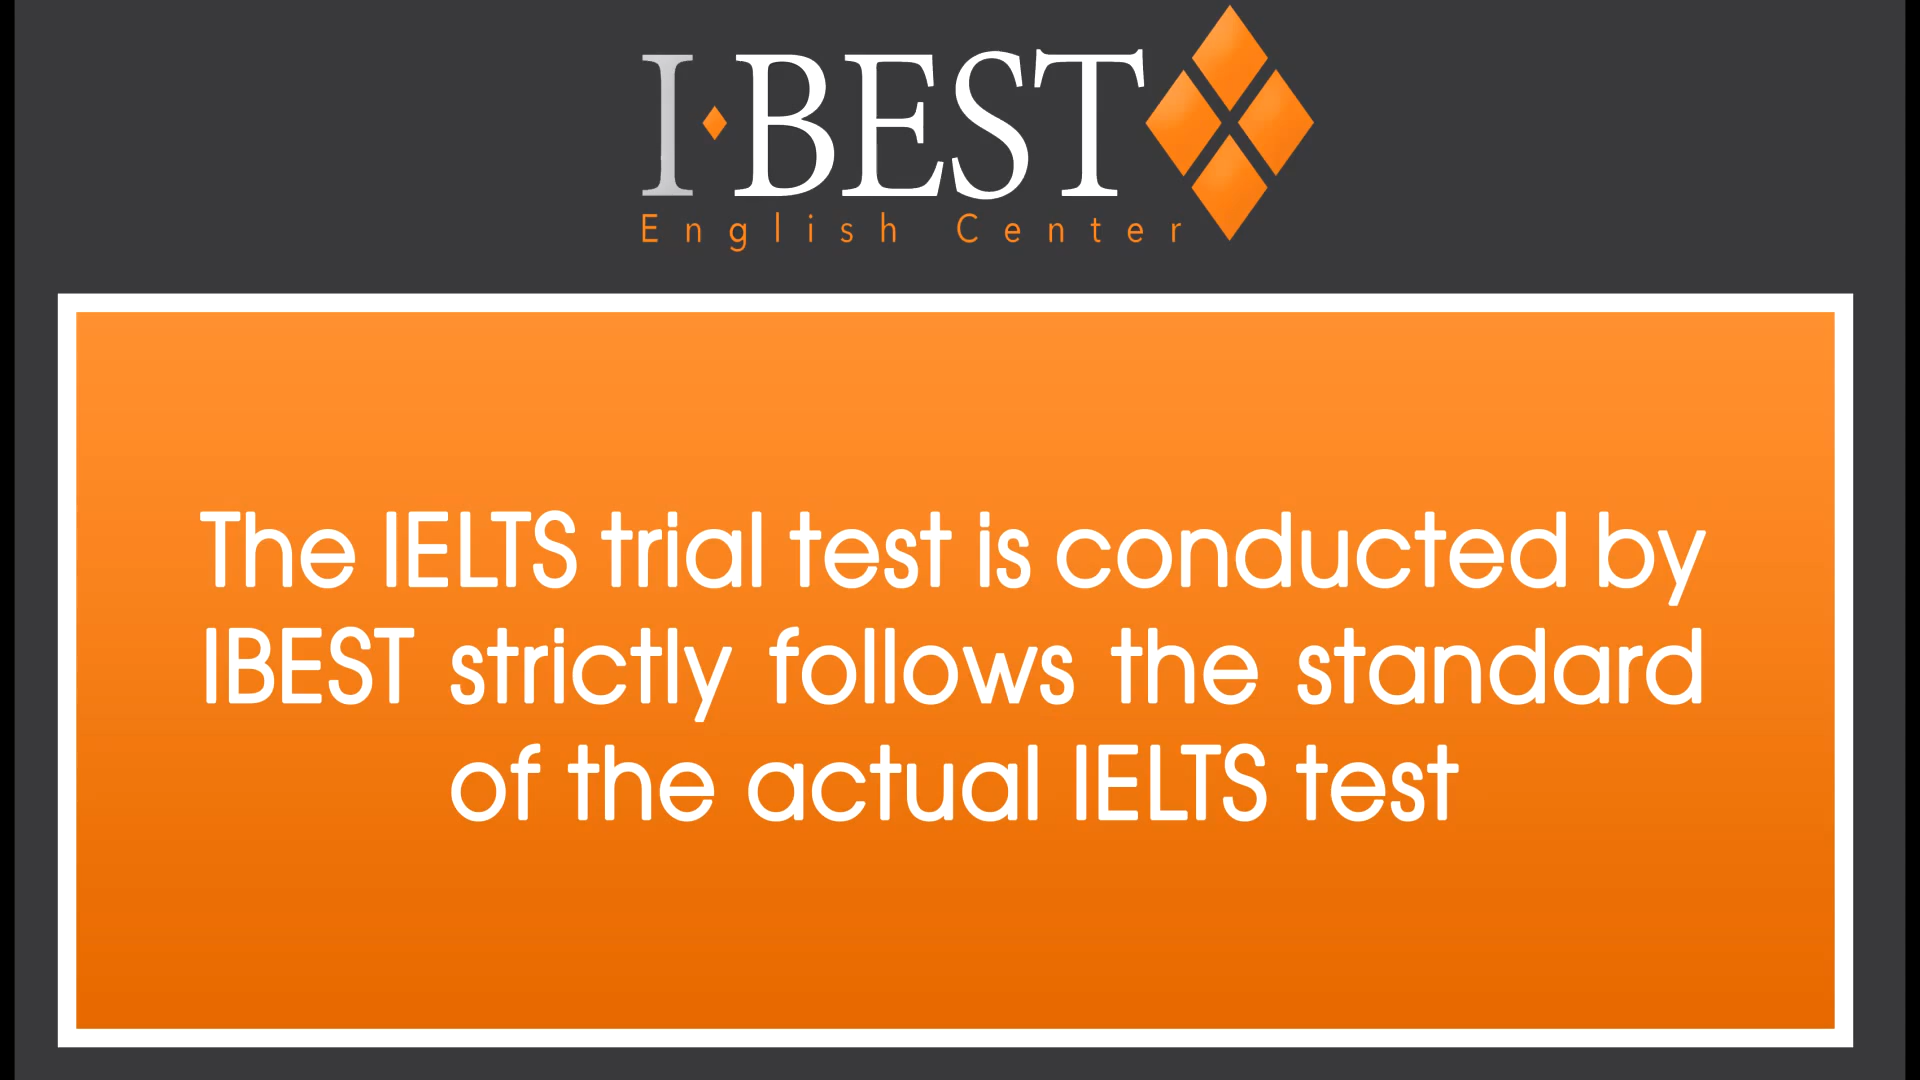 I·BEST
English Center
The IELTS trial test is conducted by
IBEST strictly follows the standard
of the actual IELTS test